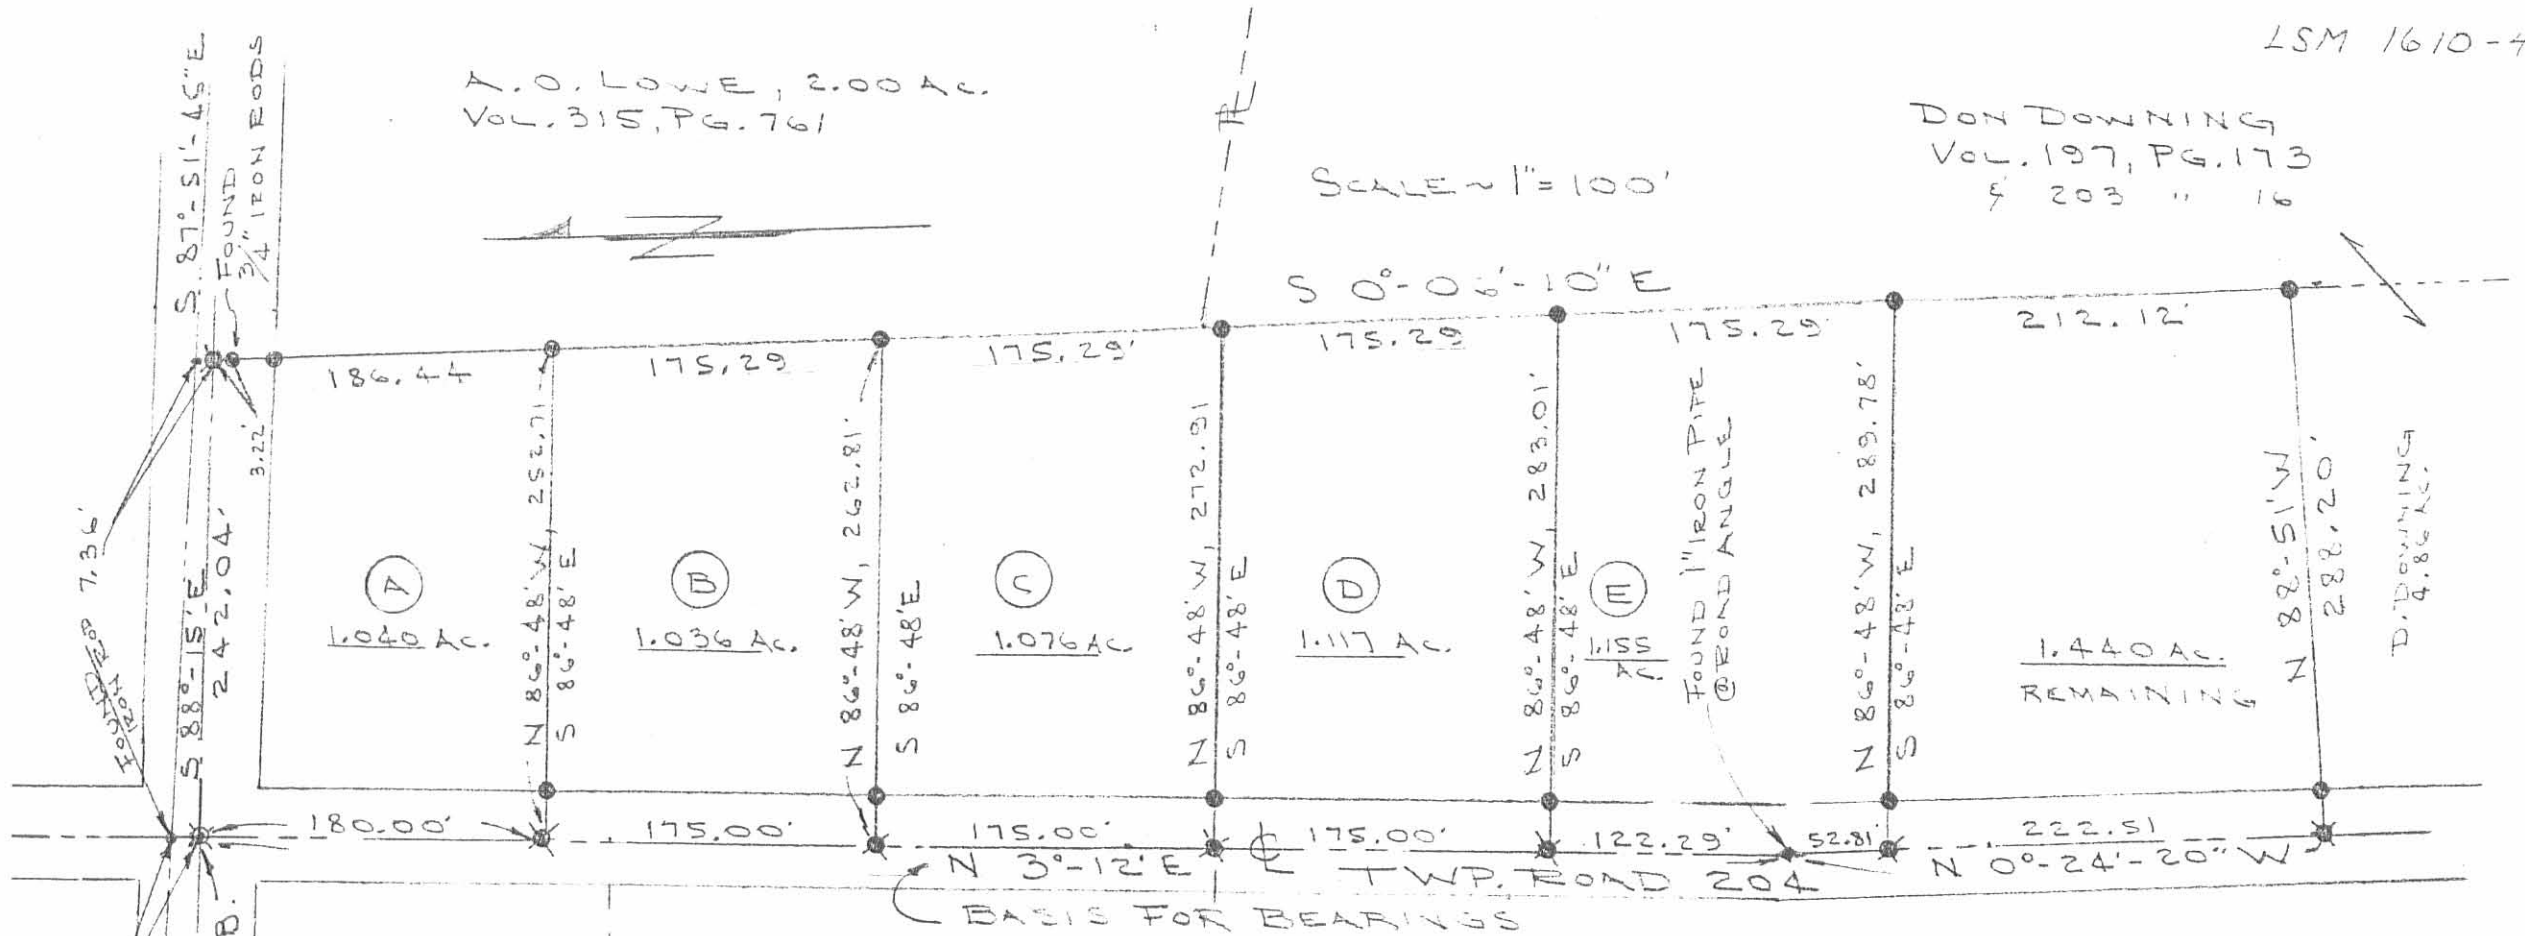 LSM 1610-4
A.O. LOWE, 2.00 AC.
VOL. 315, PG. 761
DON DOWNING
VOL. 197, PG. 173
& 203 " 16
SCALE ~ 1" = 100'
S 0°-06'-10" E
S. 87°-51'-45" E
FOUND
3/4" IRON RODS
186.44
175.29
175.29'
175.29
175.29'
212.12'
3.22'
7.36'
FOUND IRON ROD
S 88°-15' E
242.04'
N 86°-48' W, 252.71'
S 86°-48' E
N 86°-48' W, 262.81'
S 86°-48' E
N 86°-48' W, 272.91
S 86°-48' E
N 86°-48' W, 283.01'
S 86°-48' E
FOUND 1" IRON PIPE
@ ROAD ANGLE
N 86°-48' W, 289.78'
S 86°-48' E
N 88°-51' W
288.20'
D. DOWNING
4.86 AC.
A
1.040 AC.
B
1.036 AC.
C
1.076 AC.
D
1.117 AC.
E
1.155
AC.
1.440 AC.
REMAINING
180.00'
175.00'
175.00'
175.00'
122.29'
52.81'
222.51
N 3°-12' E
℄ TWP. ROAD 204
N 0°-24'-20" W
BASIS FOR BEARINGS
B.